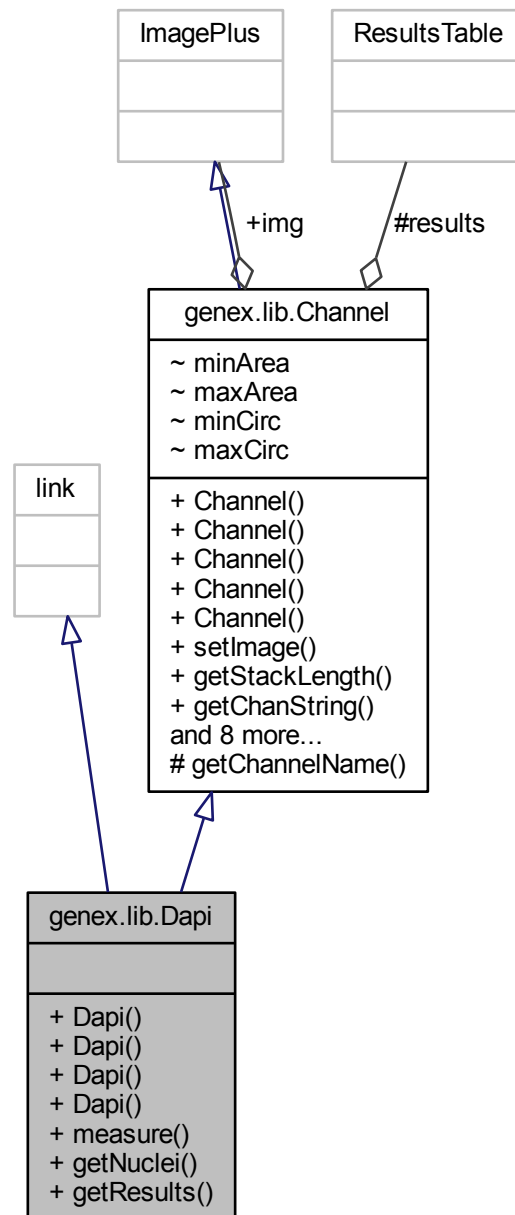 ImagePlus
ResultsTable
+img
#results
genex.lib.Channel
~ minArea
~ maxArea
~ minCirc
~ maxCirc
+ Channel()
+ Channel()
+ Channel()
+ Channel()
+ Channel()
+ setImage()
+ getStackLength()
+ getChanString()
and 8 more...
# getChannelName()
link
genex.lib.Dapi
+ Dapi()
+ Dapi()
+ Dapi()
+ Dapi()
+ measure()
+ getNuclei()
+ getResults()